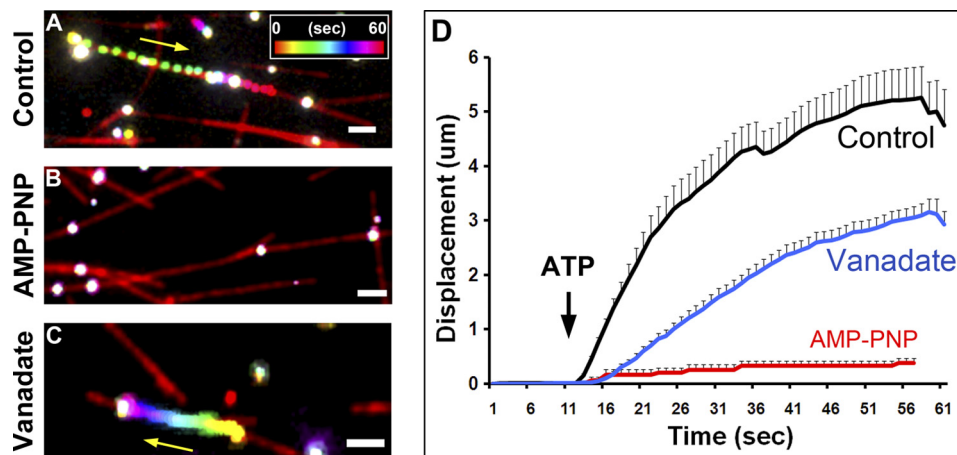 Control
A
0 (sec) 60
AMP-PNP
B
Vanadate
C
D
Displacement (um)
6
5
4
3
2
1
0
ATP
Control
Vanadate
AMP-PNP
1 6 11 16 21 26 31 36 41 46 51 56 61
Time (sec)